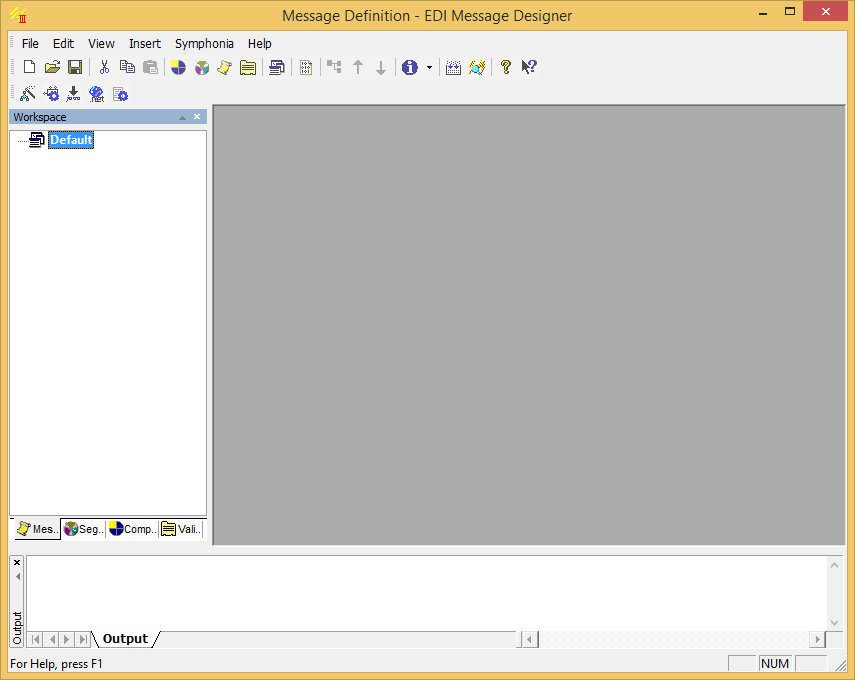 Message Definition - EDI Message Designer
File Edit View Insert Symphonia Help
Workspace
Default
Mes.. Seg.. Comp.. Vali..
Output
Output
For Help, press F1
NUM